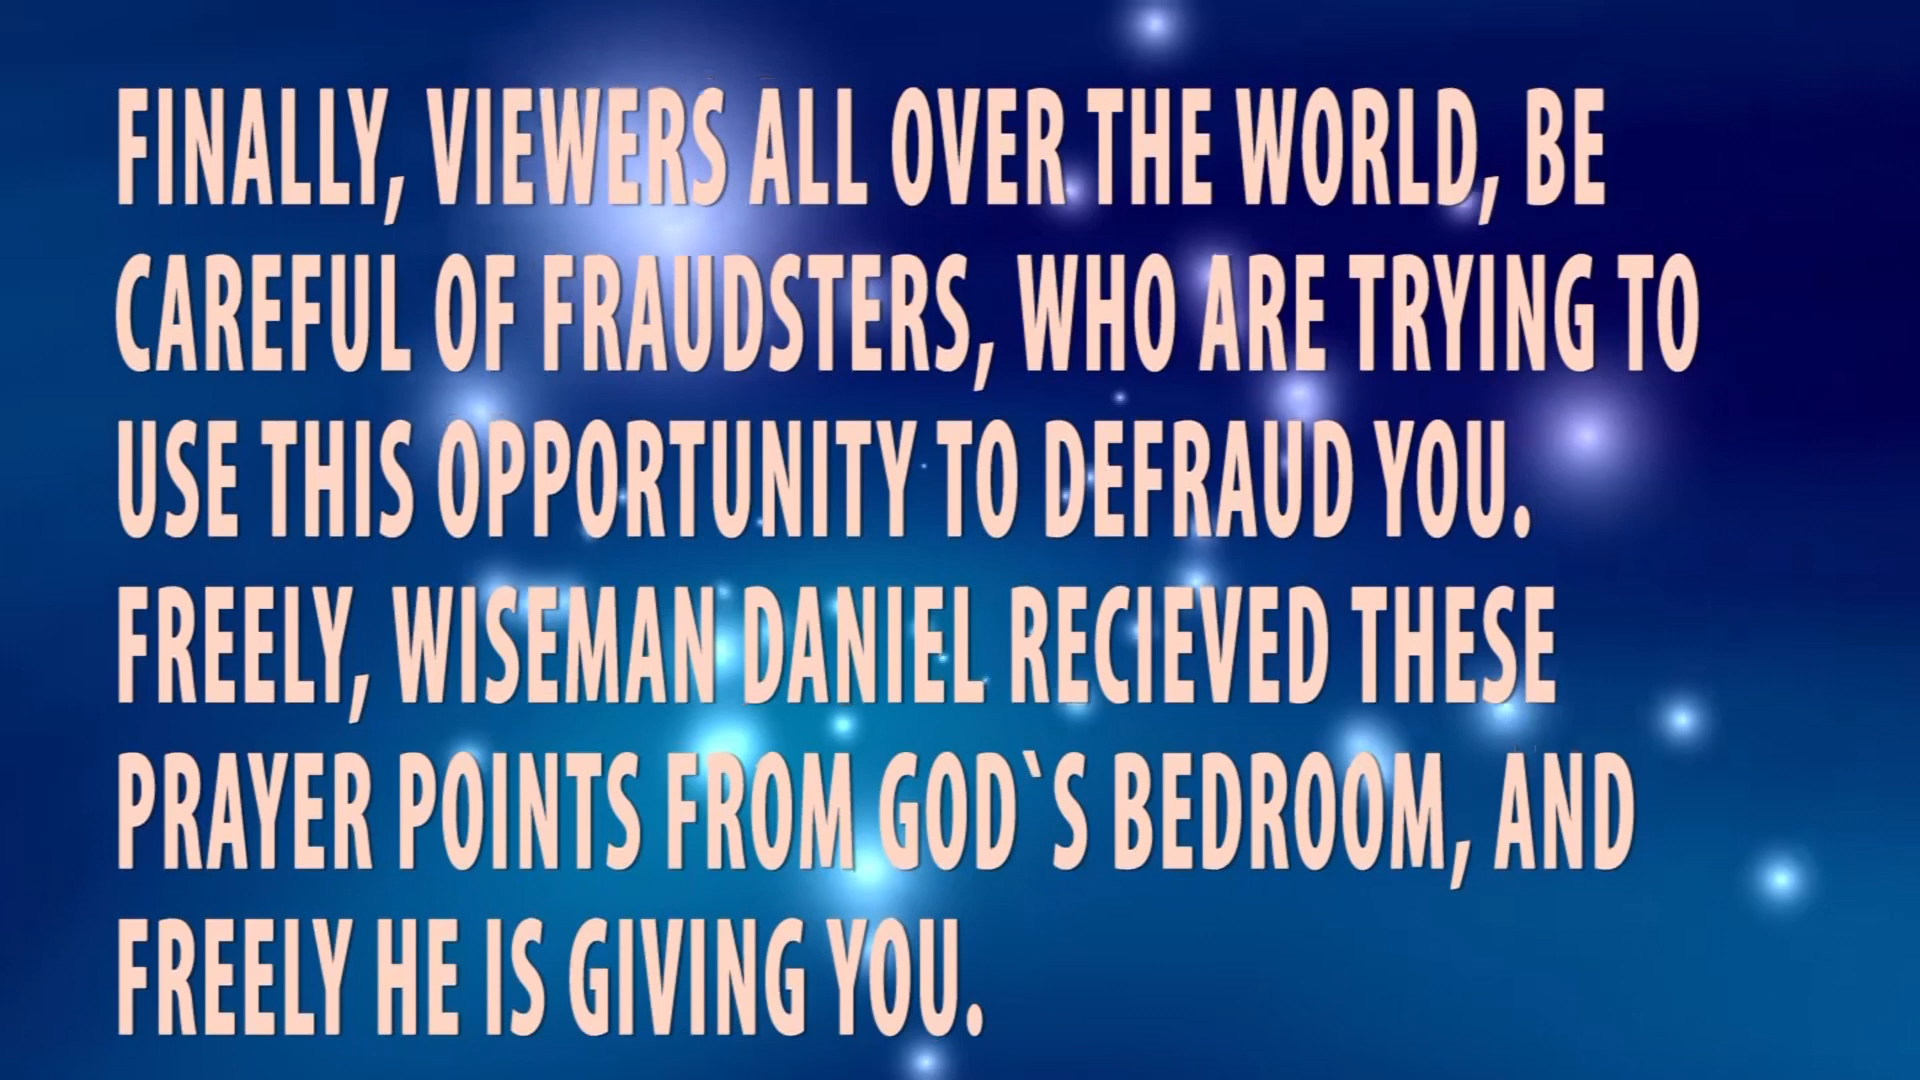 FINALLY, VIEWERS ALL OVER THE WORLD, BE
CAREFUL OF FRAUDSTERS, WHO ARE TRYING TO
USE THIS OPPORTUNITY TO DEFRAUD YOU.
FREELY, WISEMAN DANIEL RECIEVED THESE
PRAYER POINTS FROM GOD`S BEDROOM, AND
FREELY HE IS GIVING YOU.